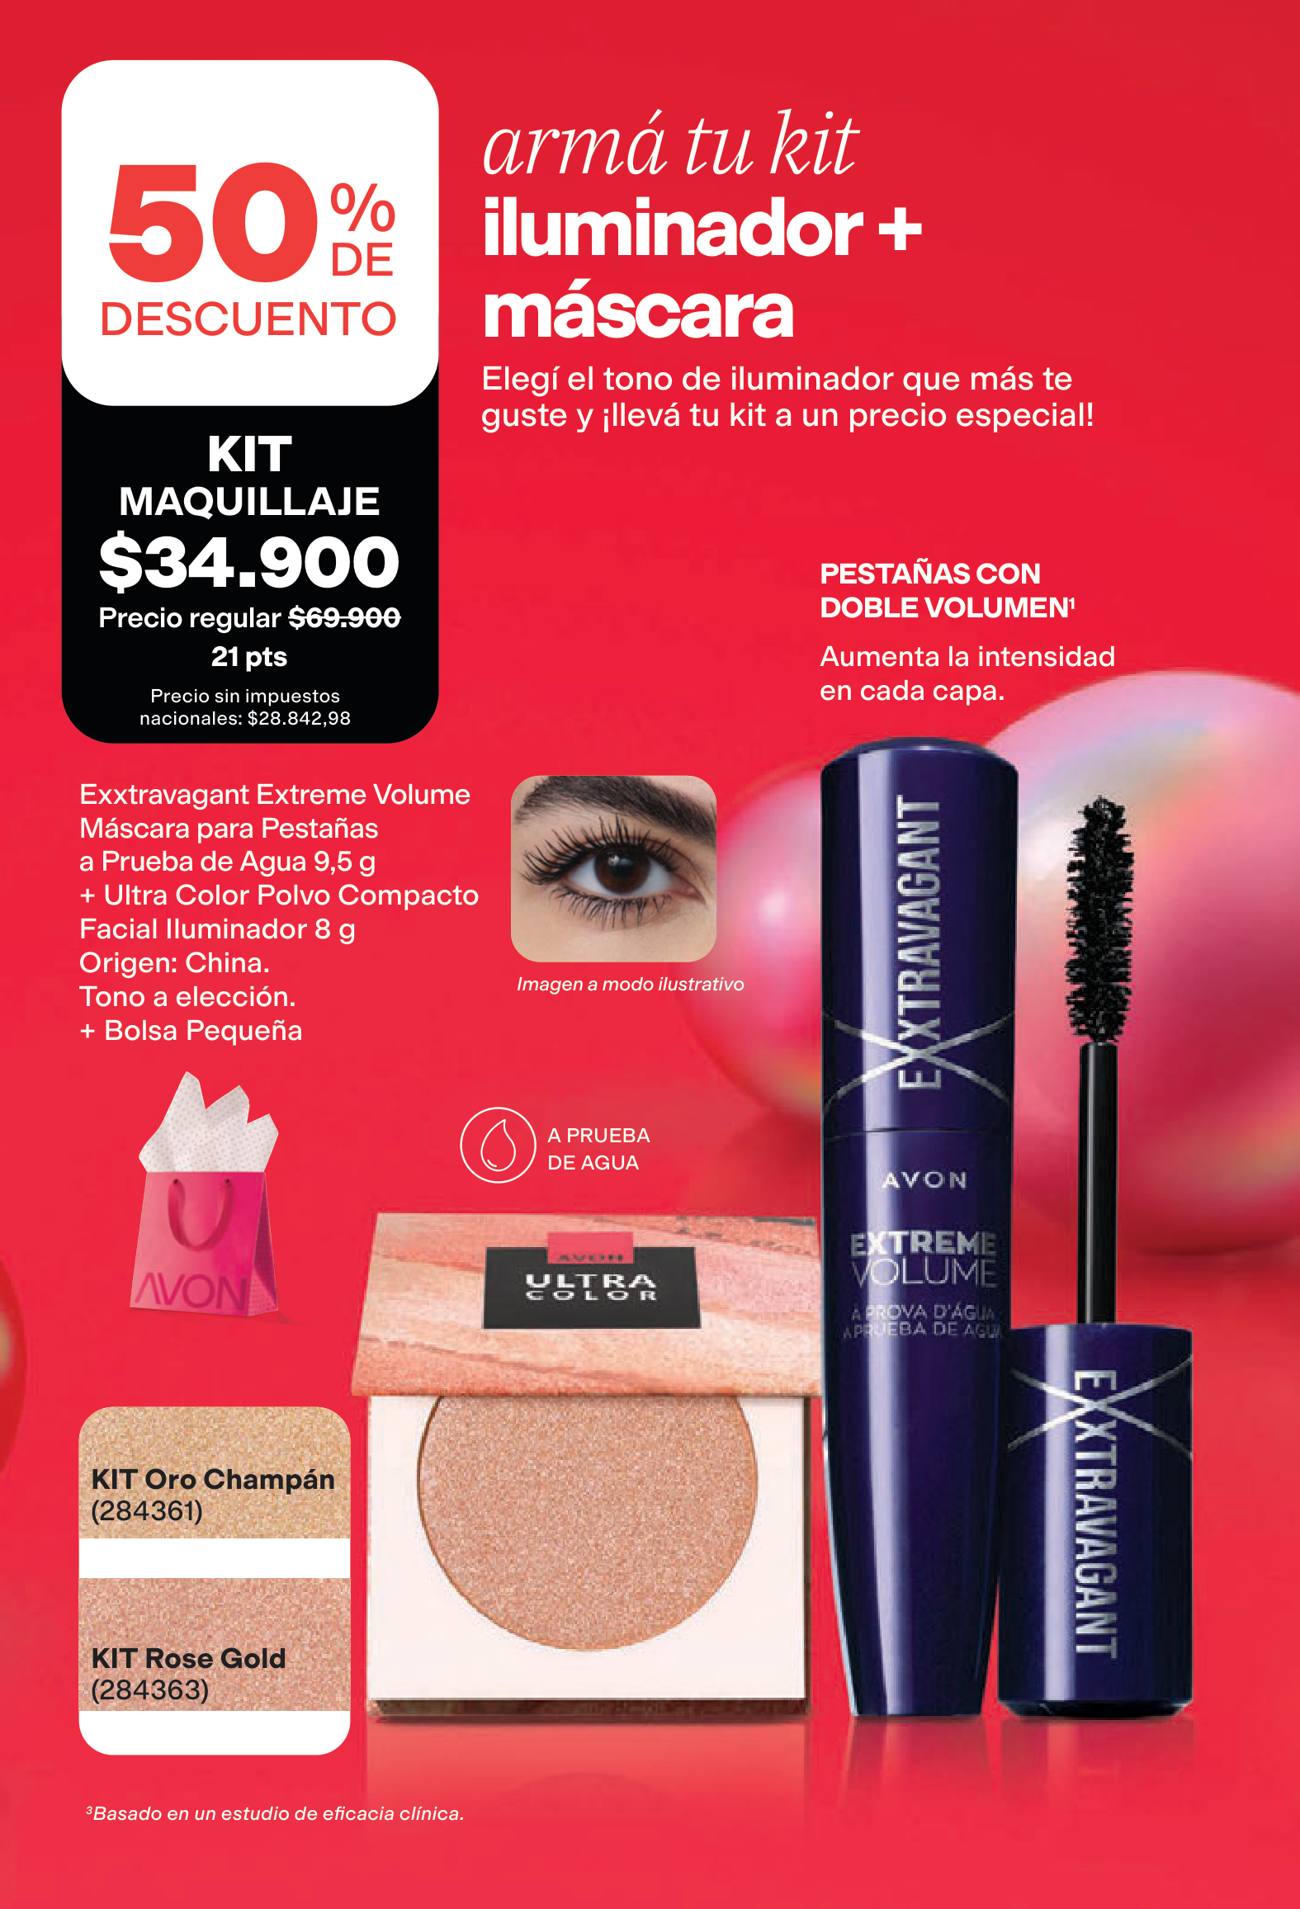 50%
DE
DESCUENTO
KIT
MAQUILLAJE
$34.900
Precio regular $69.900
21 pts
Precio sin impuestos
nacionales: $28.842,98
armá tu kit
iluminador +
máscara
Elegí el tono de iluminador que más te
guste y ¡llevá tu kit a un precio especial!
PESTAÑAS CON
DOBLE VOLUMEN¹
Aumenta la intensidad
en cada capa.
Exxtravagant Extreme Volume
Máscara para Pestañas
a Prueba de Agua 9,5 g
+ Ultra Color Polvo Compacto
Facial Iluminador 8 g
Origen: China.
Tono a elección.
+ Bolsa Pequeña
Imagen a modo ilustrativo
A PRUEBA
DE AGUA
AVON
AVON
ULTRA
COLOR
EXXTRAVAGANT
AVON
EXTREME
VOLUME
À PROVA D'ÁGUA
A PRUEBA DE AGUA
EXXTRAVAGANT
KIT Oro Champán
(284361)
KIT Rose Gold
(284363)
³Basado en un estudio de eficacia clínica.